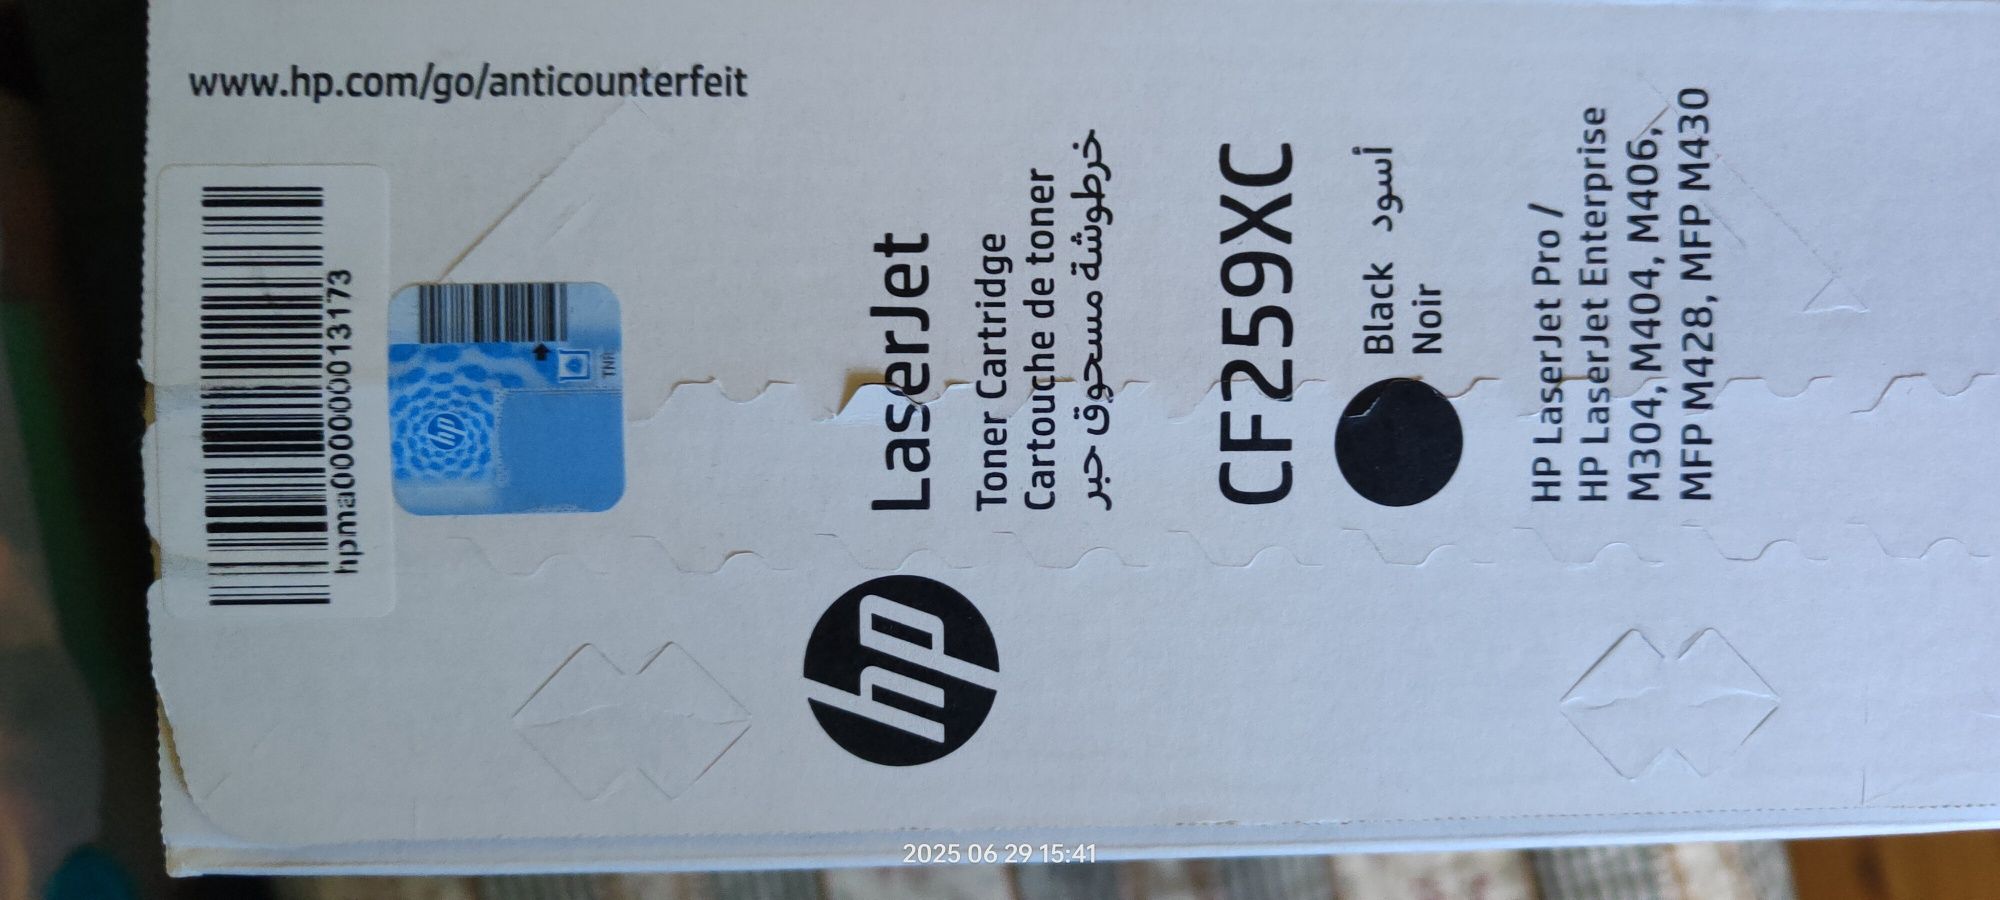 www.hp.com/go/anticounterfeit
hpma0000000013173
hp
TNR
hp
LaserJet
Toner Cartridge
Cartouche de toner
خرطوشة مسحوق حبر
CF259XC
Black أسود
Noir
HP LaserJet Pro /
HP LaserJet Enterprise
M304, M404, M406,
MFP M428, MFP M430
2025 06 29 15:41